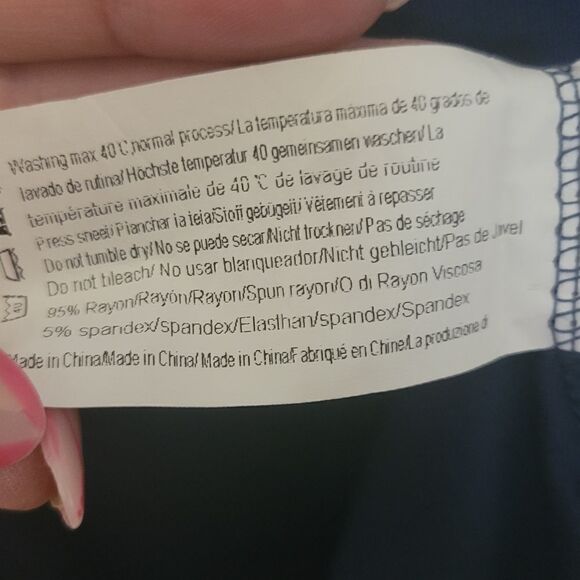 Washing max 40 C,normal process/ La temperatura máxima de 40 grados de
lavado de rutina/ Höchste temperatur 40 gemeinsamen waschen/ La
température maximale de 40 ℃ de lavage de routine
Press sheet/ Planchar la tela/Stoff gebügelt/ Vêtement à repasser
Do not tumble dry/ No se puede secar/Nicht trocknen/ Pas de séchage
Do not bleach/ No usar blanqueador/Nicht gebleicht/Pas de Javel
95% Rayon/Rayón/Rayon/Spun rayon/O di Rayon Viscosa
5% spandex/spandex/Elasthan/spandex/Spandex
Made in China/Made in China/ Made in China/Fabriqué en Chine/La produzione di